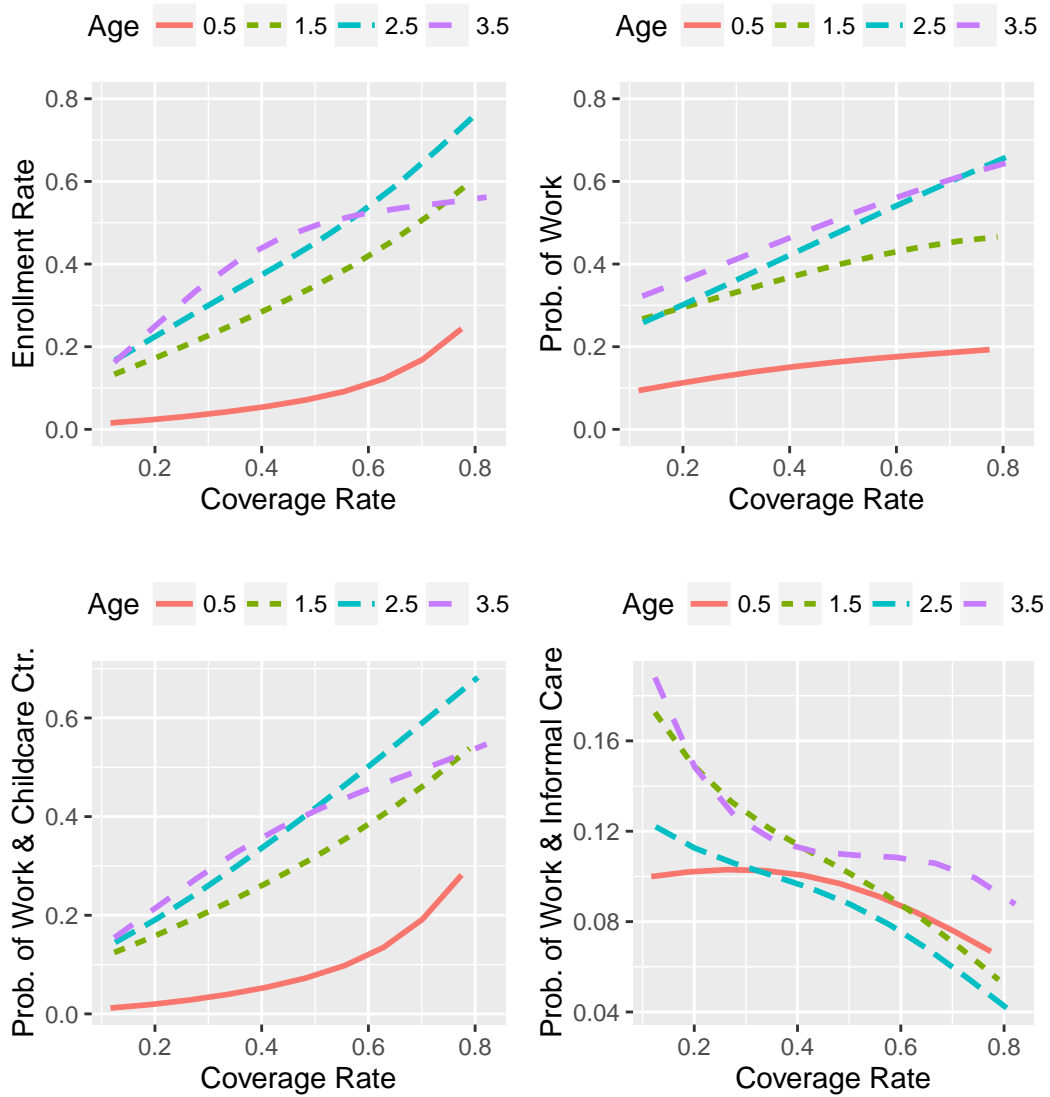 Age 0.5 1.5 2.5 3.5
0.8
0.6
0.4
0.2
0.0
Enrollment Rate
0.2 0.4 0.6 0.8
Coverage Rate
Age 0.5 1.5 2.5 3.5
0.8
0.6
0.4
0.2
0.0
Prob. of Work
0.2 0.4 0.6 0.8
Coverage Rate
Age 0.5 1.5 2.5 3.5
0.6
0.4
0.2
0.0
Prob. of Work & Childcare Ctr.
0.2 0.4 0.6 0.8
Coverage Rate
Age 0.5 1.5 2.5 3.5
0.16
0.12
0.08
0.04
Prob. of Work & Informal Care
0.2 0.4 0.6 0.8
Coverage Rate